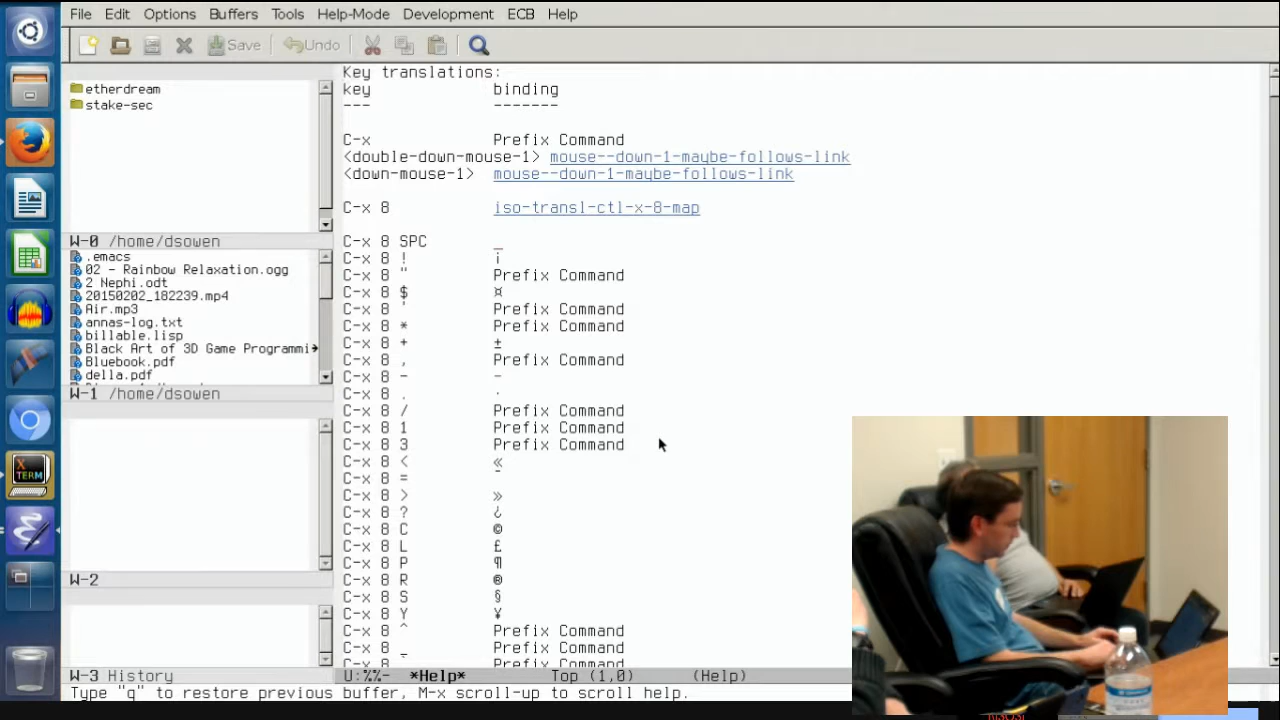 File Edit Options Buffers Tools Help-Mode Development ECB Help
Save Undo
etherdream
stake-sec
W-0 /home/dsowen
.emacs
02 - Rainbow Relaxation.ogg
2 Nephi.odt
20150202_182239.mp4
Air.mp3
annas-log.txt
billable.lisp
Black Art of 3D Game Programmi
Bluebook.pdf
della.pdf
W-1 /home/dsowen
W-2
W-3 History
X
TERM
Key translations:
key binding
--- -------
C-x Prefix Command
<double-down-mouse-1> mouse--down-1-maybe-follows-link
<down-mouse-1> mouse--down-1-maybe-follows-link
C-x 8 iso-transl-ctl-x-8-map
C-x 8 SPC _
C-x 8 ! ¡
C-x 8 " Prefix Command
C-x 8 $ ¤
C-x 8 ' Prefix Command
C-x 8 * Prefix Command
C-x 8 + ±
C-x 8 , Prefix Command
C-x 8 - -
C-x 8 . ·
C-x 8 / Prefix Command
C-x 8 1 Prefix Command
C-x 8 3 Prefix Command
C-x 8 < «
C-x 8 = ¯
C-x 8 > »
C-x 8 ? ¿
C-x 8 C ©
C-x 8 L £
C-x 8 P ¶
C-x 8 R ®
C-x 8 S §
C-x 8 Y ¥
C-x 8 ^ Prefix Command
C-x 8 _ Prefix Command
C-x 8 ` Prefix Command
U:%%- *Help* Top (1,0) (Help)
Type "q" to restore previous buffer, M-x scroll-up to scroll help.